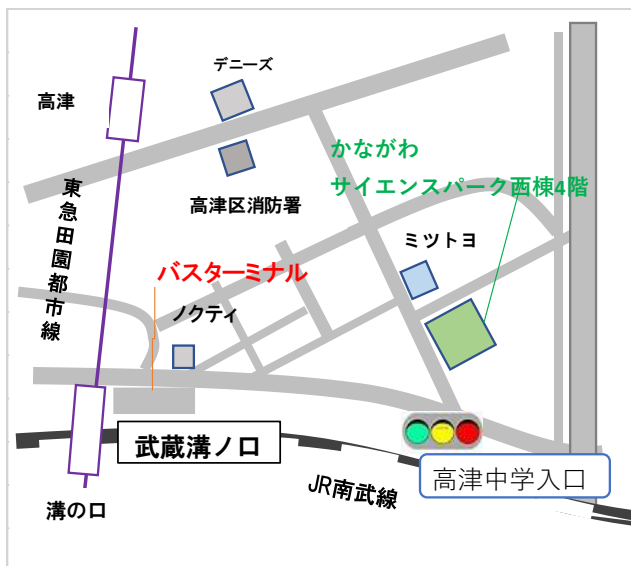 デニーズ
高津
かながわ
サイエンスパーク西棟4階
東急田園都市線
高津区消防署
ミツトヨ
バスターミナル
ノクティ
武蔵溝ノ口
高津中学入口
JR南武線
溝の口